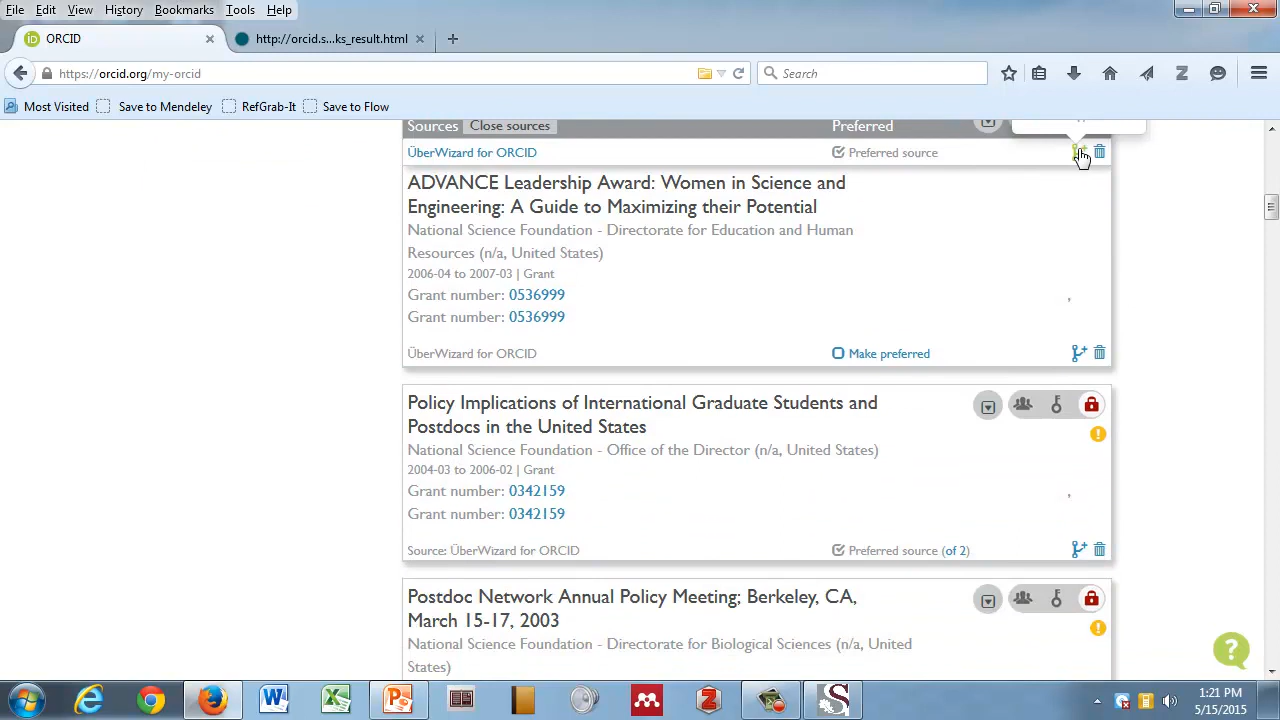 File Edit View History Bookmarks Tools Help
iD ORCID http://orcid.s...ks_result.html
https://orcid.org/my-orcid Search Z
Most Visited Save to Mendeley RefGrab-It Save to Flow
Sources Close sources Preferred
ÜberWizard for ORCID Preferred source
ADVANCE Leadership Award: Women in Science and
Engineering: A Guide to Maximizing their Potential
National Science Foundation - Directorate for Education and Human
Resources (n/a, United States)
2006-04 to 2007-03 | Grant
Grant number: 0536999 ,
Grant number: 0536999
ÜberWizard for ORCID Make preferred
Policy Implications of International Graduate Students and
Postdocs in the United States
National Science Foundation - Office of the Director (n/a, United States)
2004-03 to 2006-02 | Grant
Grant number: 0342159 ,
Grant number: 0342159
Source: ÜberWizard for ORCID Preferred source (of 2)
Postdoc Network Annual Policy Meeting; Berkeley, CA,
March 15-17, 2003
National Science Foundation - Directorate for Biological Sciences (n/a, United
States)
?
1:21 PM
5/15/2015